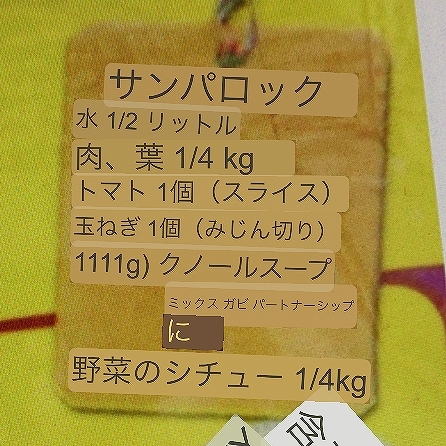 サンパロック
水 1/2 リットル
肉、葉 1/4 kg
トマト 1個（スライス）
玉ねぎ 1個（みじん切り）
1111g) クノールスープ
ミックス ガビ パートナーシップ
に
野菜のシチュー 1/4kg